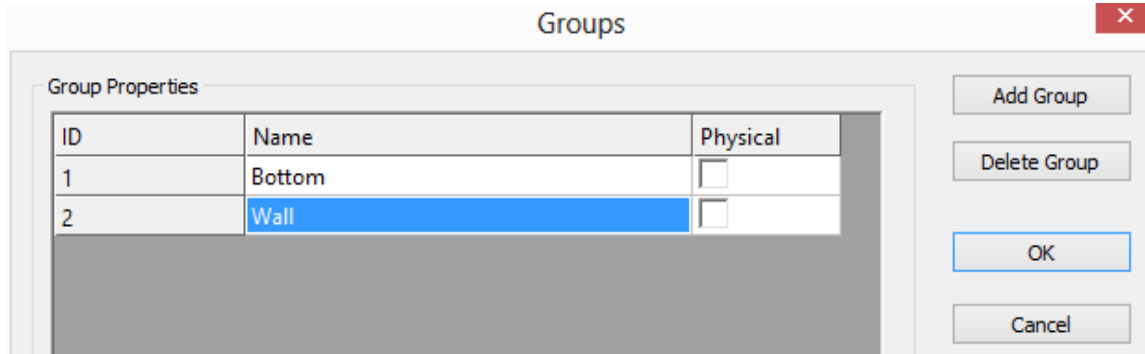 Groups
Group Properties
Add Group
ID Name Physical
1 Bottom
Delete Group
2 Wall
OK
Cancel